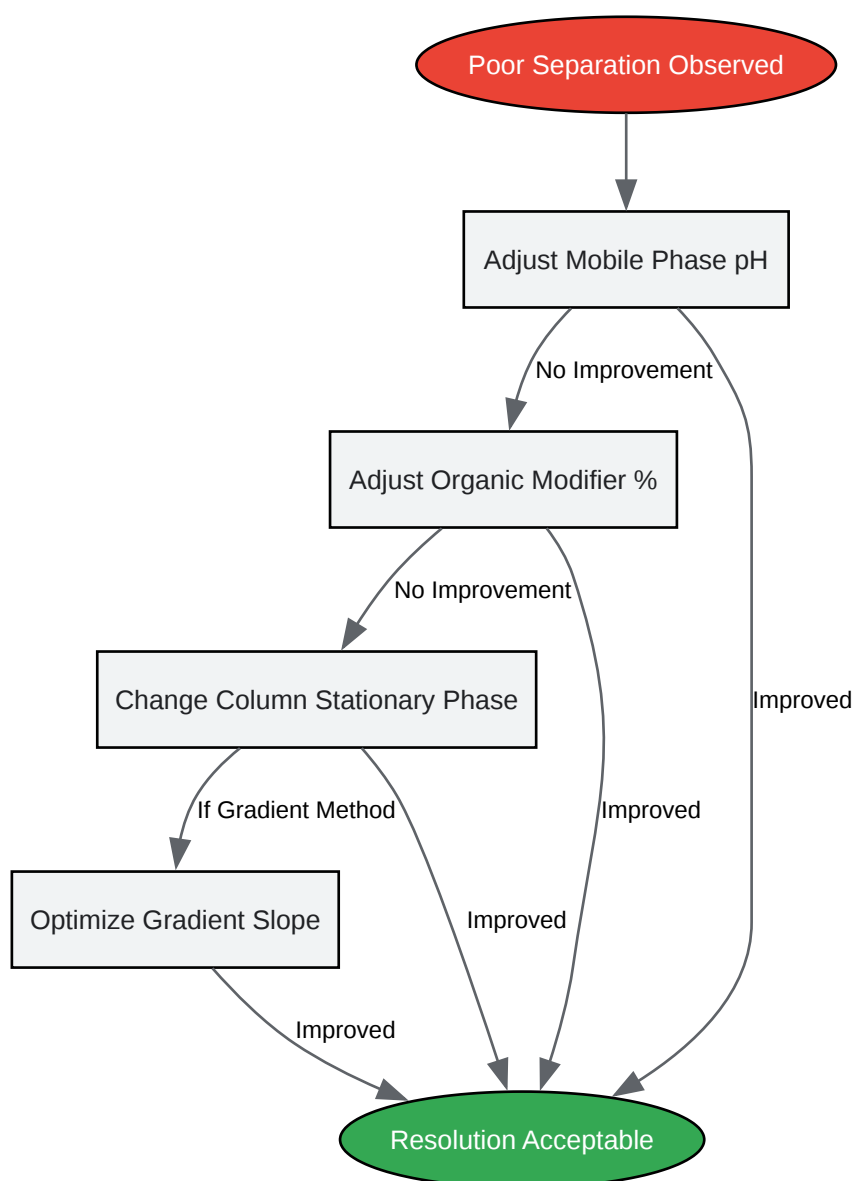 Poor Separation Observed
Adjust Mobile Phase pH
No Improvement
Adjust Organic Modifier %
No Improvement
Change Column Stationary Phase
Improved
If Gradient Method
Improved
Optimize Gradient Slope
Improved
Improved
Resolution Acceptable